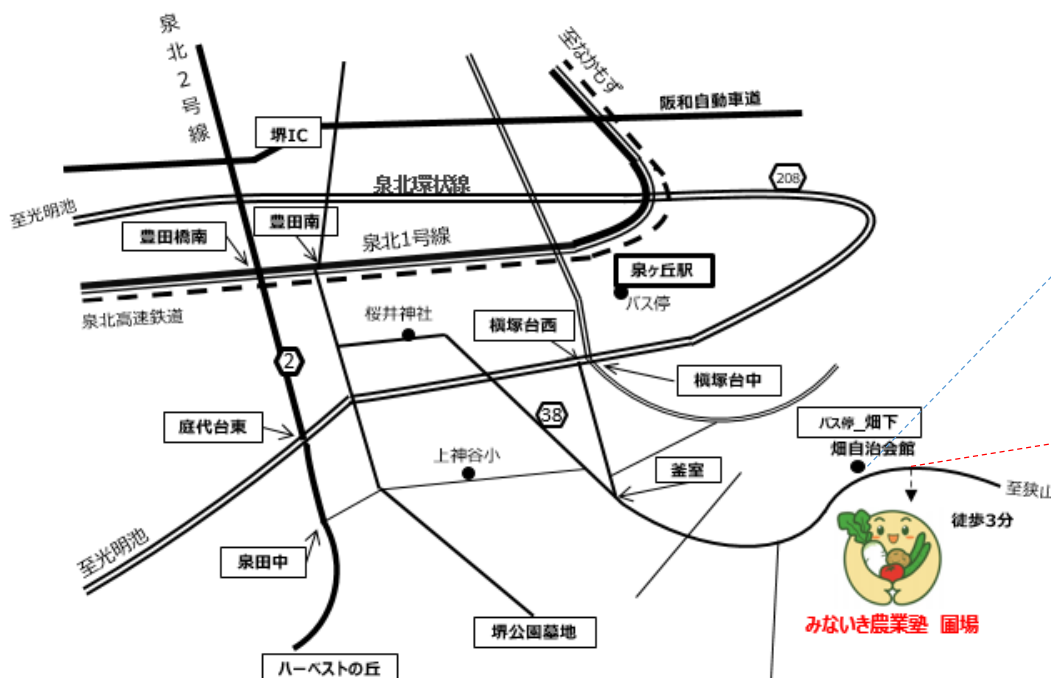 泉北2号線
至なかもず
阪和自動車道
堺IC
208
泉北環状線
至光明池
豊田橋南
豊田南
泉北1号線
泉ヶ丘駅
バス停
泉北高速鉄道
桜井神社
槇塚台西
2
槇塚台中
38
庭代台東
バス停_畑下
畑自治会館
上神谷小
釜室
至狭山
徒歩3分
泉田中
至光明池
みないき農業塾 圃場
堺公園墓地
ハーベストの丘